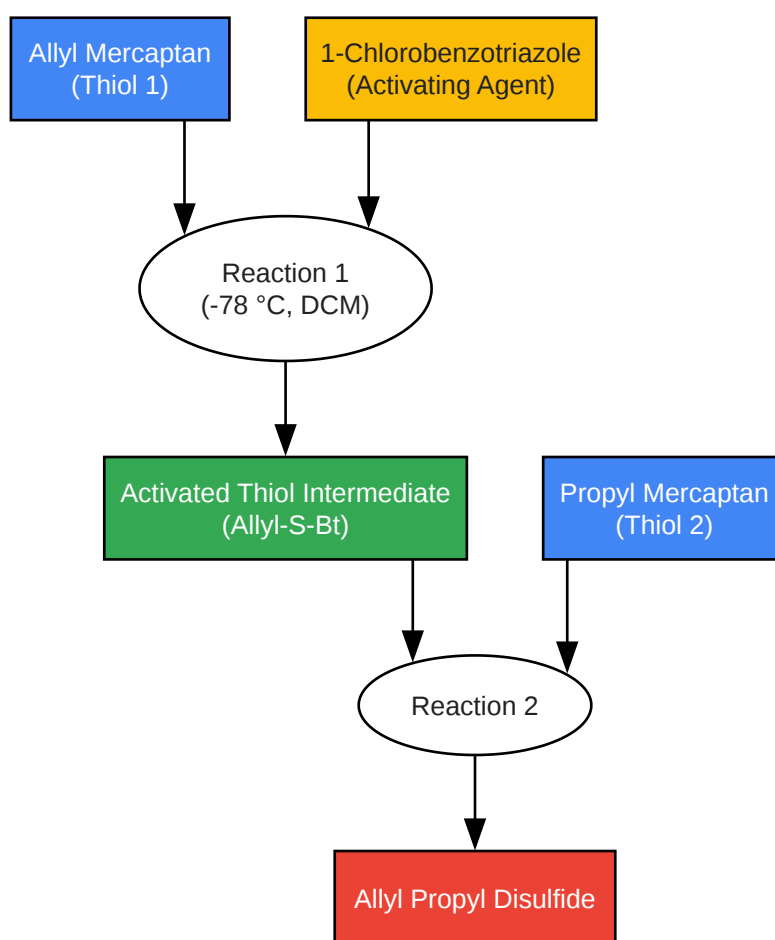 Allyl Mercaptan
(Thiol 1)
1-Chlorobenzotriazole
(Activating Agent)
Reaction 1
(-78 °C, DCM)
Activated Thiol Intermediate
(Allyl-S-Bt)
Propyl Mercaptan
(Thiol 2)
Reaction 2
Allyl Propyl Disulfide